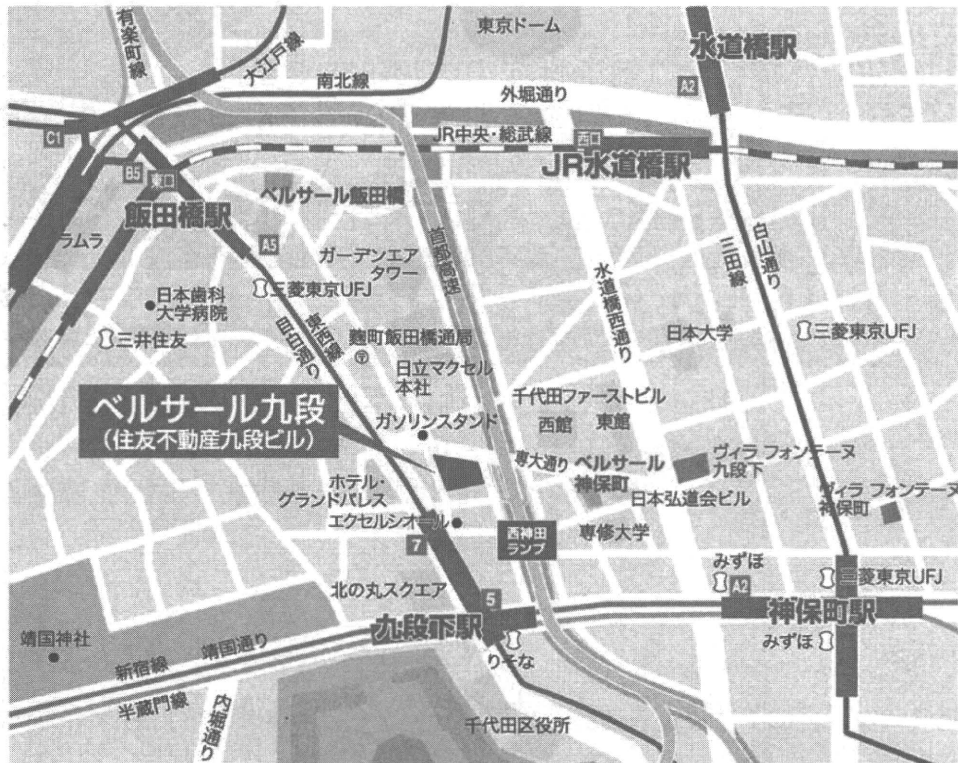 東京ドーム
水道橋駅
有楽町線
大江戸線
南北線
A2
外堀通り
C1
JR中央・総武線
西口
JR水道橋駅
B5
東口
飯田橋駅
ベルサール飯田橋
ラムラ
A5
ガーデンエア
タワー
首都高速
水道橋西通り
三田線
白山通り
日本歯科
大学病院
三菱東京UFJ
三井住友
目白通り
東西線
麴町飯田橋通局
日立マクセル
本社
日本大学
三菱東京UFJ
ベルサール九段
(住友不動産九段ビル)
ガソリンスタンド
千代田ファーストビル
西館
東館
専大通り
ベルサール
神保町
ヴィラ フォンテーヌ
九段下
ホテル・
グランドパレス
日本弘道会ビル
ヴィラ フォンテーヌ
神保町
エクセルシオール
7
西神田
ランプ
専修大学
みずほ
A2
三菱東京UFJ
北の丸スクエア
5
九段下駅
神保町駅
りそな
みずほ
靖国神社
新宿線
靖国通り
半蔵門線
内堀通り
千代田区役所